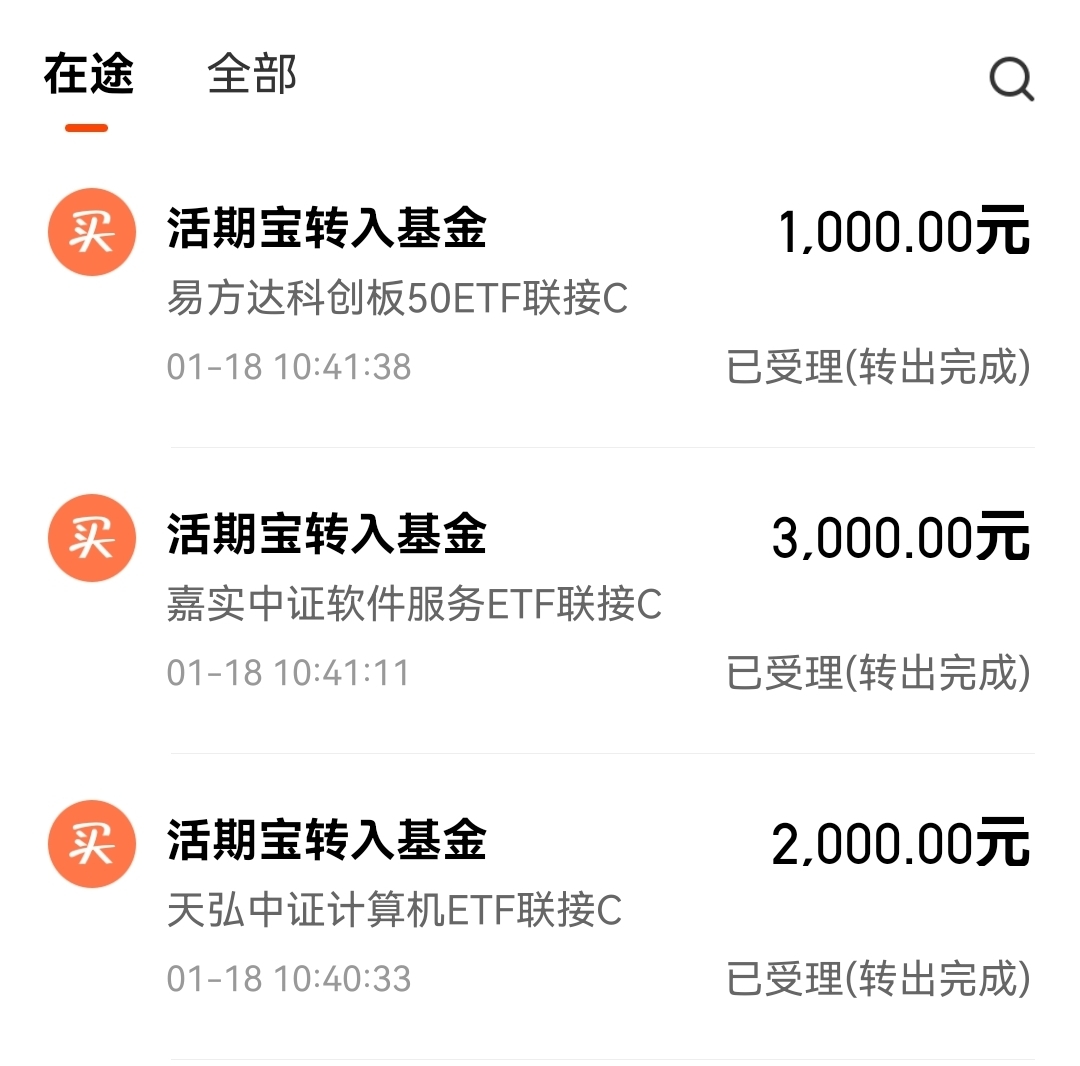 在途 全部
买 活期宝转入基金 1,000.00元
易方达科创板50ETF联接C
01-18 10:41:38 已受理(转出完成)
买 活期宝转入基金 3,000.00元
嘉实中证软件服务ETF联接C
01-18 10:41:11 已受理(转出完成)
买 活期宝转入基金 2,000.00元
天弘中证计算机ETF联接C
01-18 10:40:33 已受理(转出完成)